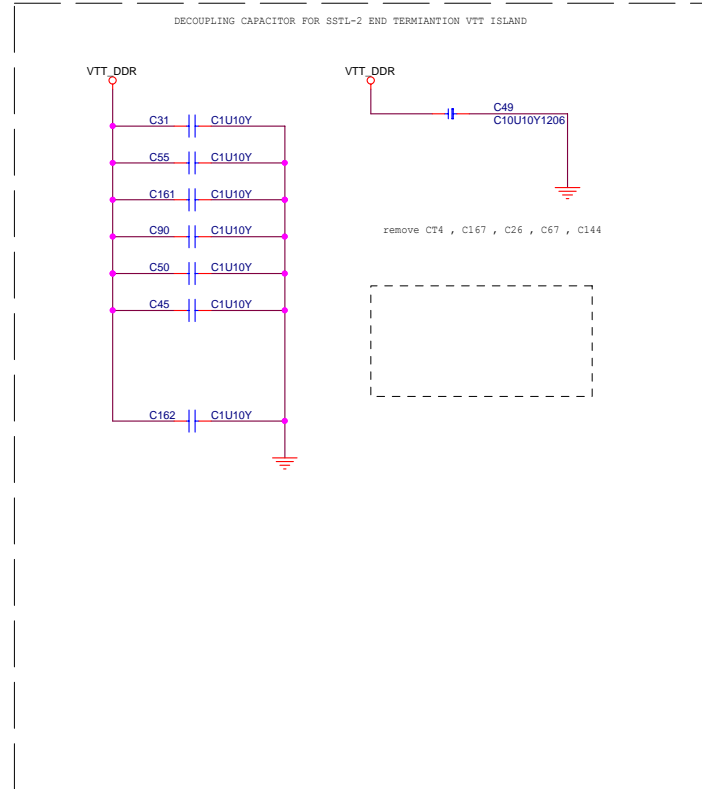 DECOUPLING CAPACITOR FOR SSTL-2 END TERMIANTION VTT ISLAND
VTT_DDR
C31 C1U10Y
C55 C1U10Y
C161 C1U10Y
C90 C1U10Y
C50 C1U10Y
C45 C1U10Y
C162 C1U10Y
VTT_DDR
C49
C10U10Y1206
remove CT4 , C167 , C26 , C67 , C144